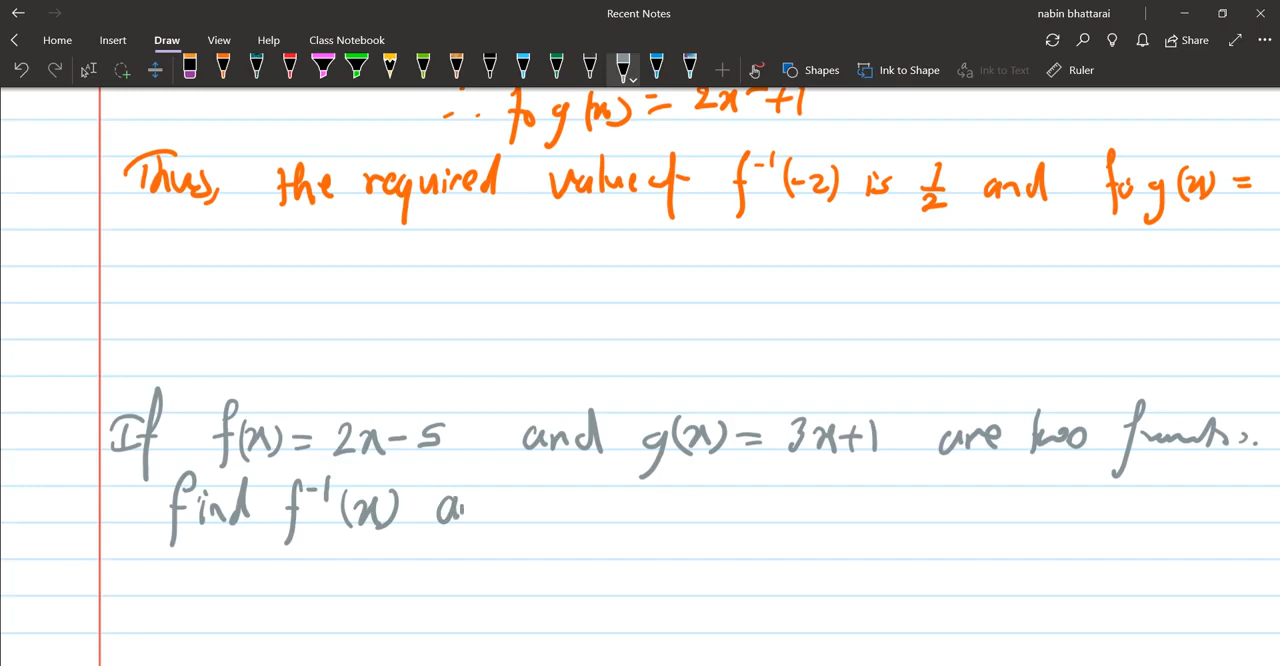 Recent Notes
nabin bhattarai
Home Insert Draw View Help Class Notebook
Share
Shapes Ink to Shape Ink to Text Ruler
∴ fog(x) = 2x²+1
Thus, the required value of f⁻¹(-2) is 1/2 and fog(x) =
If f(x) = 2x-5 and g(x) = 3x+1 are two
find f⁻¹(x) a